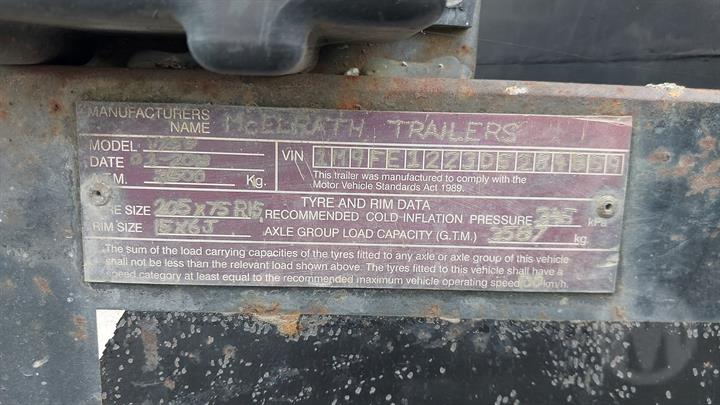 MANUFACTURERS
NAME McELRATH TRAILERS
MODEL
DATE
A.T.M. 3500 Kg.
VIN
This trailer was manufactured to comply with the
Motor Vehicle Standards Act 1989.
TYRE AND RIM DATA
TYRE SIZE 205x75R15 RECOMMENDED COLD INFLATION PRESSURE kPa
RIM SIZE 15x6J AXLE GROUP LOAD CAPACITY (G.T.M.) kg
The sum of the load carrying capacities of the tyres fitted to any axle or axle group of this vehicle
shall not be less than the relevant load shown above. The tyres fitted to this vehicle shall have a
speed category at least equal to the recommended maximum vehicle operating speed km/h.